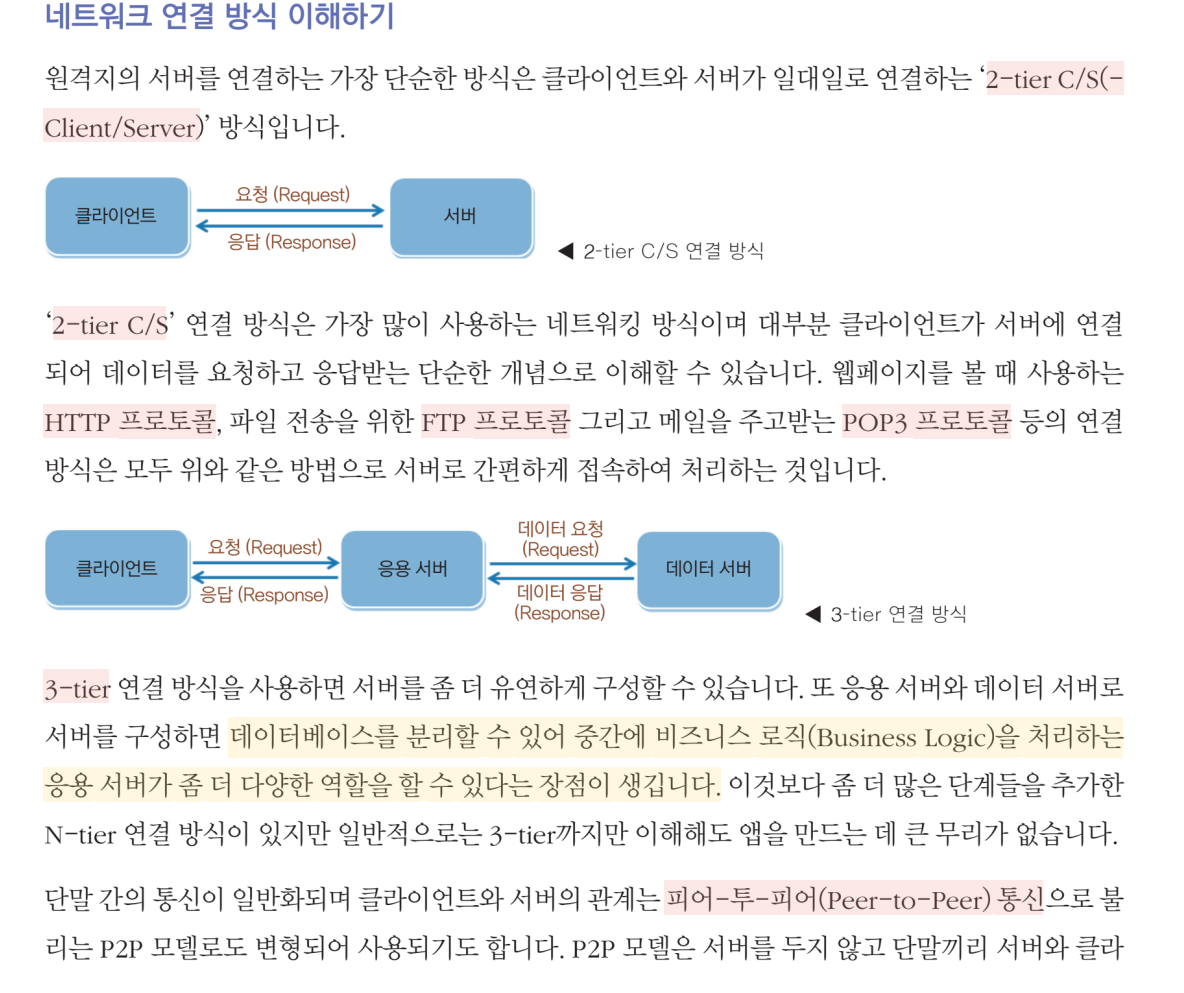 네트워크 연결 방식 이해하기
원격지의 서버를 연결하는 가장 단순한 방식은 클라이언트와 서버가 일대일로 연결하는 ‘2-tier C/S(-
Client/Server)’ 방식입니다.
클라이언트
요청 (Request)
응답 (Response)
서버
◀ 2-tier C/S 연결 방식
‘2-tier C/S’ 연결 방식은 가장 많이 사용하는 네트워킹 방식이며 대부분 클라이언트가 서버에 연결
되어 데이터를 요청하고 응답받는 단순한 개념으로 이해할 수 있습니다. 웹페이지를 볼 때 사용하는
HTTP 프로토콜, 파일 전송을 위한 FTP 프로토콜 그리고 메일을 주고받는 POP3 프로토콜 등의 연결
방식은 모두 위와 같은 방법으로 서버로 간편하게 접속하여 처리하는 것입니다.
클라이언트
요청 (Request)
응답 (Response)
응용 서버
데이터 요청
(Request)
데이터 응답
(Response)
데이터 서버
◀ 3-tier 연결 방식
3-tier 연결 방식을 사용하면 서버를 좀 더 유연하게 구성할 수 있습니다. 또 응용 서버와 데이터 서버로
서버를 구성하면 데이터베이스를 분리할 수 있어 중간에 비즈니스 로직(Business Logic)을 처리하는
응용 서버가 좀 더 다양한 역할을 할 수 있다는 장점이 생깁니다. 이것보다 좀 더 많은 단계들을 추가한
N-tier 연결 방식이 있지만 일반적으로는 3-tier까지만 이해해도 앱을 만드는 데 큰 무리가 없습니다.
단말 간의 통신이 일반화되며 클라이언트와 서버의 관계는 피어-투-피어(Peer-to-Peer) 통신으로 불
리는 P2P 모델로도 변형되어 사용되기도 합니다. P2P 모델은 서버를 두지 않고 단말끼리 서버와 클라